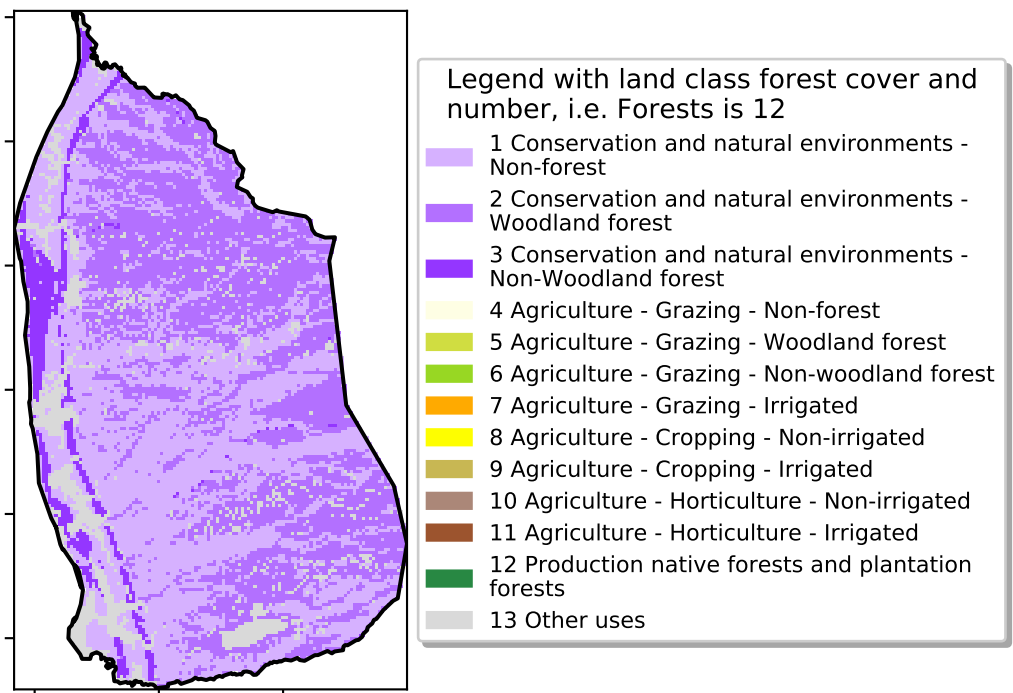 Legend with land class forest cover and
number, i.e. Forests is 12
1 Conservation and natural environments -
Non-forest
2 Conservation and natural environments -
Woodland forest
3 Conservation and natural environments -
Non-Woodland forest
4 Agriculture - Grazing - Non-forest
5 Agriculture - Grazing - Woodland forest
6 Agriculture - Grazing - Non-woodland forest
7 Agriculture - Grazing - Irrigated
8 Agriculture - Cropping - Non-irrigated
9 Agriculture - Cropping - Irrigated
10 Agriculture - Horticulture - Non-irrigated
11 Agriculture - Horticulture - Irrigated
12 Production native forests and plantation
forests
13 Other uses